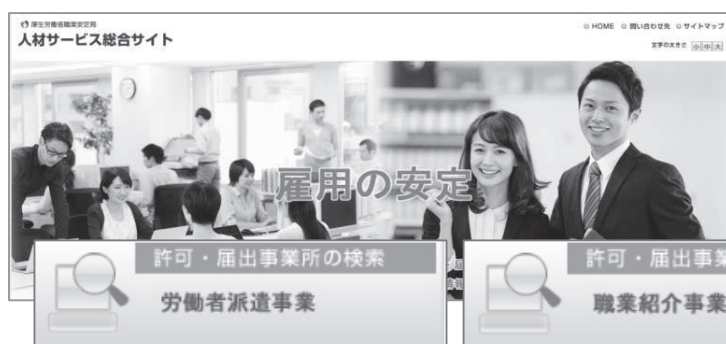 厚生労働省職業安定局
人材サービス総合サイト
HOME 問い合わせ先 サイトマップ
文字の大きさ 小 中 大
雇用の安定
許可・届出事業所の検索
労働者派遣事業
許可・届出事業
職業紹介事業